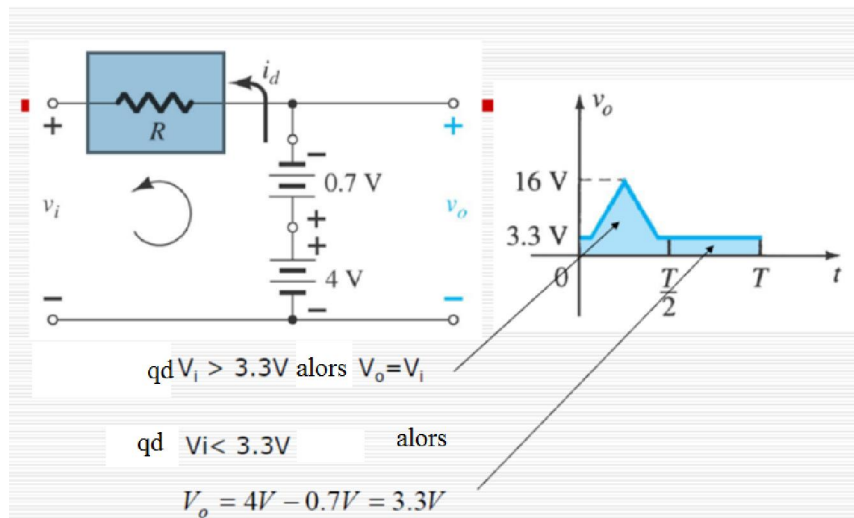 i_d
+
R
+
−
0.7 V
v_i
v_o
+
+
4 V
−
−
−
v_o
16 V
3.3 V
0
T/2
T
t
qd V_i > 3.3V alors V_o=V_i
qd Vi< 3.3V alors
V_o = 4V − 0.7V = 3.3V